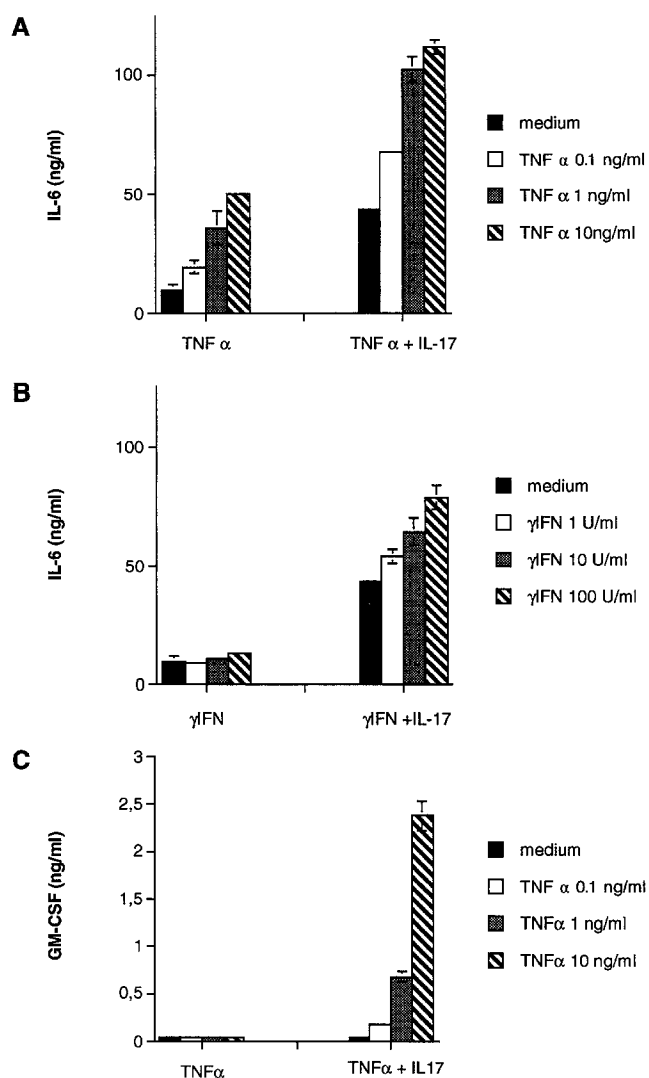 A
IL-6 (ng/ml)
100
50
0
TNF α
TNF α + IL-17
medium
TNF α 0.1 ng/ml
TNF α 1 ng/ml
TNF α 10ng/ml
B
IL-6 (ng/ml)
100
50
0
γIFN
γIFN +IL-17
medium
γIFN 1 U/ml
γIFN 10 U/ml
γIFN 100 U/ml
C
GM-CSF (ng/ml)
3
2,5
2
1,5
1
0,5
0
TNFα
TNFα + IL17
medium
TNF α 0.1 ng/ml
TNFα 1 ng/ml
TNFα 10 ng/ml